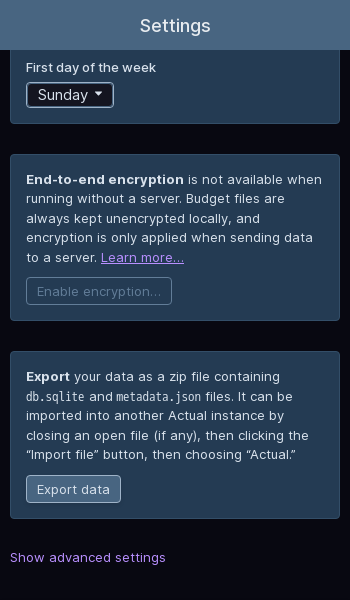 Settings
First day of the week
Sunday
End-to-end encryption is not available when
running without a server. Budget files are
always kept unencrypted locally, and
encryption is only applied when sending data
to a server. Learn more…
Enable encryption…
Export your data as a zip file containing
db.sqlite and metadata.json files. It can be
imported into another Actual instance by
closing an open file (if any), then clicking the
“Import file” button, then choosing “Actual.”
Export data
Show advanced settings